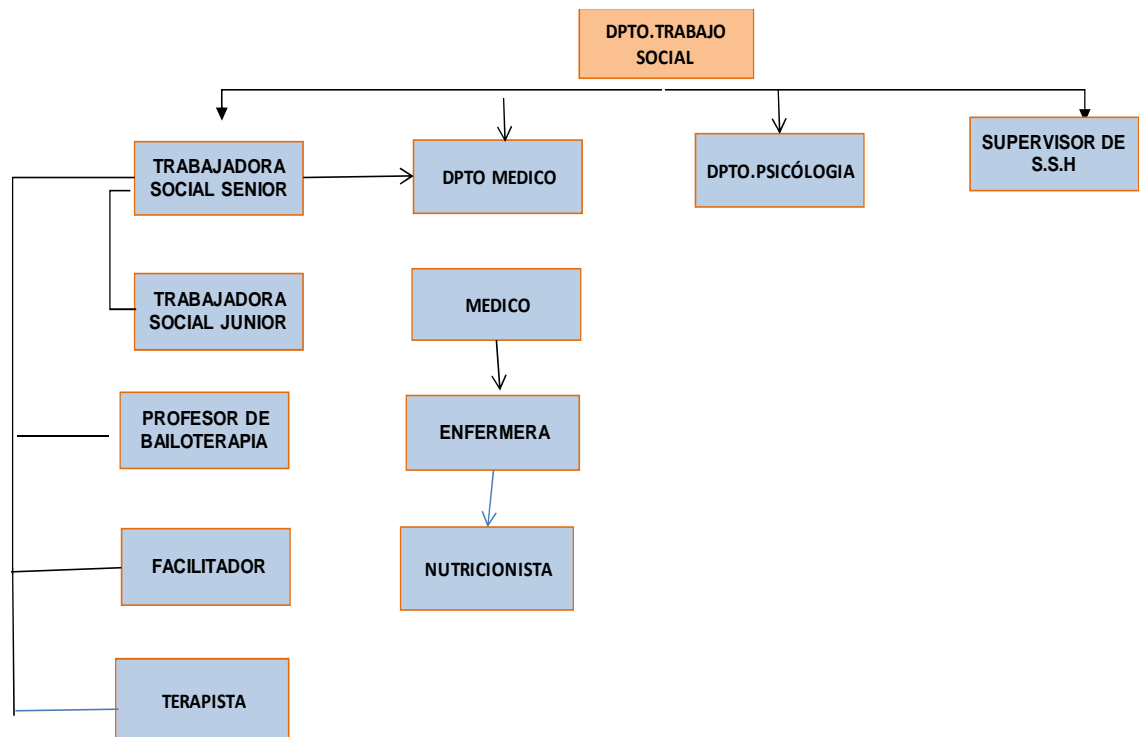 DPTO.TRABAJO
SOCIAL
TRABAJADORA
SOCIAL SENIOR
DPTO MEDICO
DPTO.PSICÓLOGIA
SUPERVISOR DE
S.S.H
TRABAJADORA
SOCIAL JUNIOR
MEDICO
PROFESOR DE
BAILOTERAPIA
ENFERMERA
FACILITADOR
NUTRICIONISTA
TERAPISTA